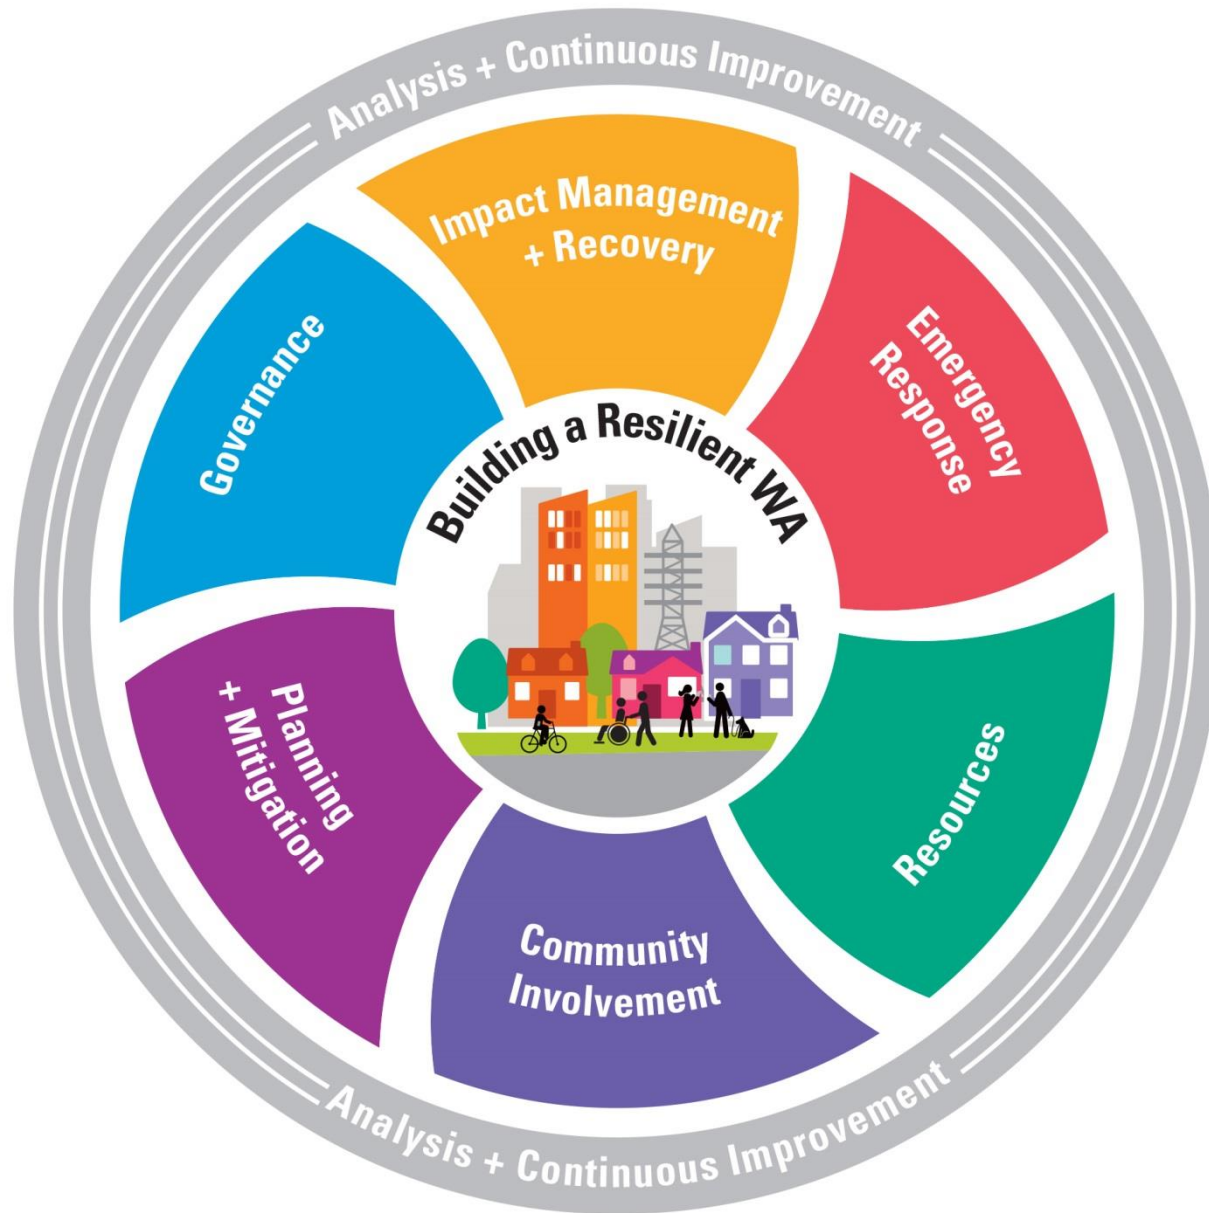 Analysis + Continuous Improvement
Impact Management
+ Recovery
Emergency
Response
Governance
Building a Resilient WA
Planning
+ Mitigation
Resources
Community
Involvement
Analysis + Continuous Improvement